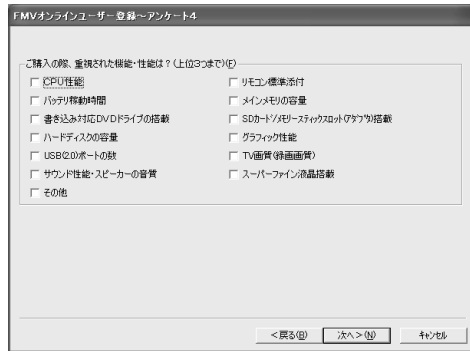 FMVオンラインユーザー登録～アンケート4
ご購入の際、重視された機能・性能は？(上位3つまで)(F)
CPU性能
リモコン標準添付
バッテリ稼動時間
メインメモリの容量
書き込み対応DVDドライブの搭載
SDカード/メモリースティックスロット(アダプタ)搭載
ハードディスクの容量
グラフィック性能
USB(2.0)ポートの数
TV画質(録画画質)
サウンド性能・スピーカーの音質
スーパーファイン液晶搭載
その他
＜戻る(B)
次へ＞(N)
キャンセル